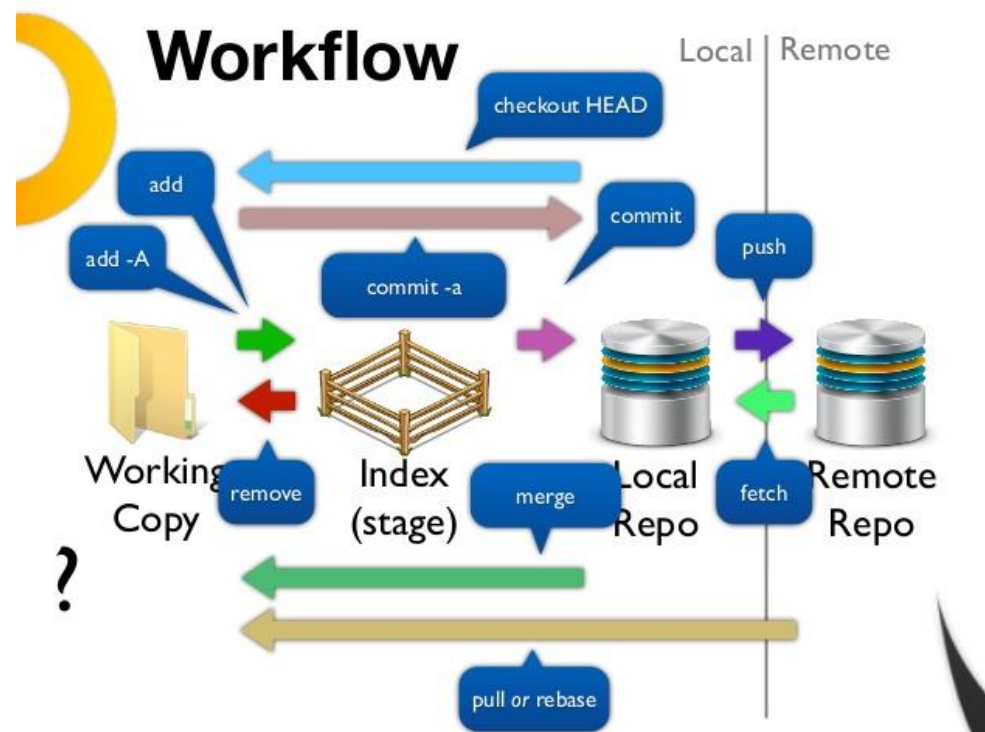 Workflow
Local
Remote
checkout HEAD
add
commit
add -A
commit -a
push
Working
Copy
remove
Index
(stage)
merge
Local
Repo
fetch
Remote
Repo
?
pull or rebase